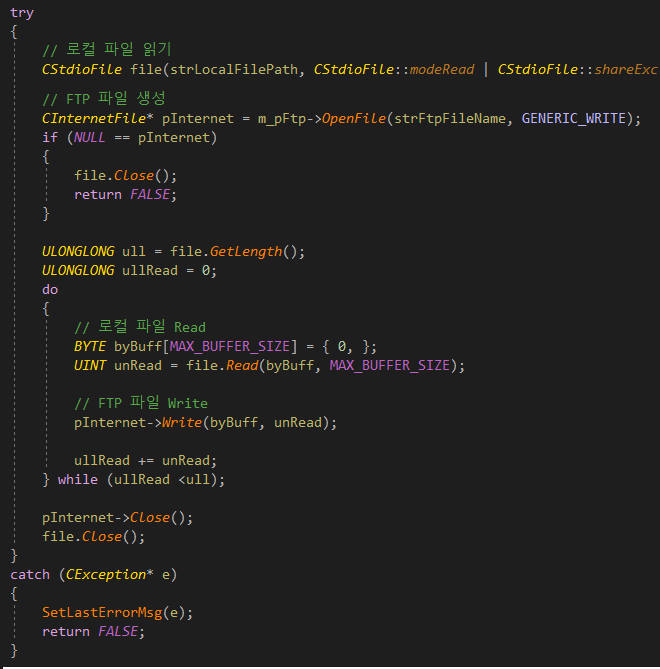 try
{
// 로컬 파일 읽기
CStdioFile file(strLocalFilePath, CStdioFile::modeRead | CStdioFile::shareExc
// FTP 파일 생성
CInternetFile* pInternet = m_pFtp->OpenFile(strFtpFileName, GENERIC_WRITE);
if (NULL == pInternet)
{
file.Close();
return FALSE;
}
ULONGLONG ull = file.GetLength();
ULONGLONG ullRead = 0;
do
{
// 로컬 파일 Read
BYTE byBuff[MAX_BUFFER_SIZE] = { 0, };
UINT unRead = file.Read(byBuff, MAX_BUFFER_SIZE);
// FTP 파일 Write
pInternet->Write(byBuff, unRead);
ullRead += unRead;
} while (ullRead <ull);
pInternet->Close();
file.Close();
}
catch (CException* e)
{
SetLastErrorMsg(e);
return FALSE;
}